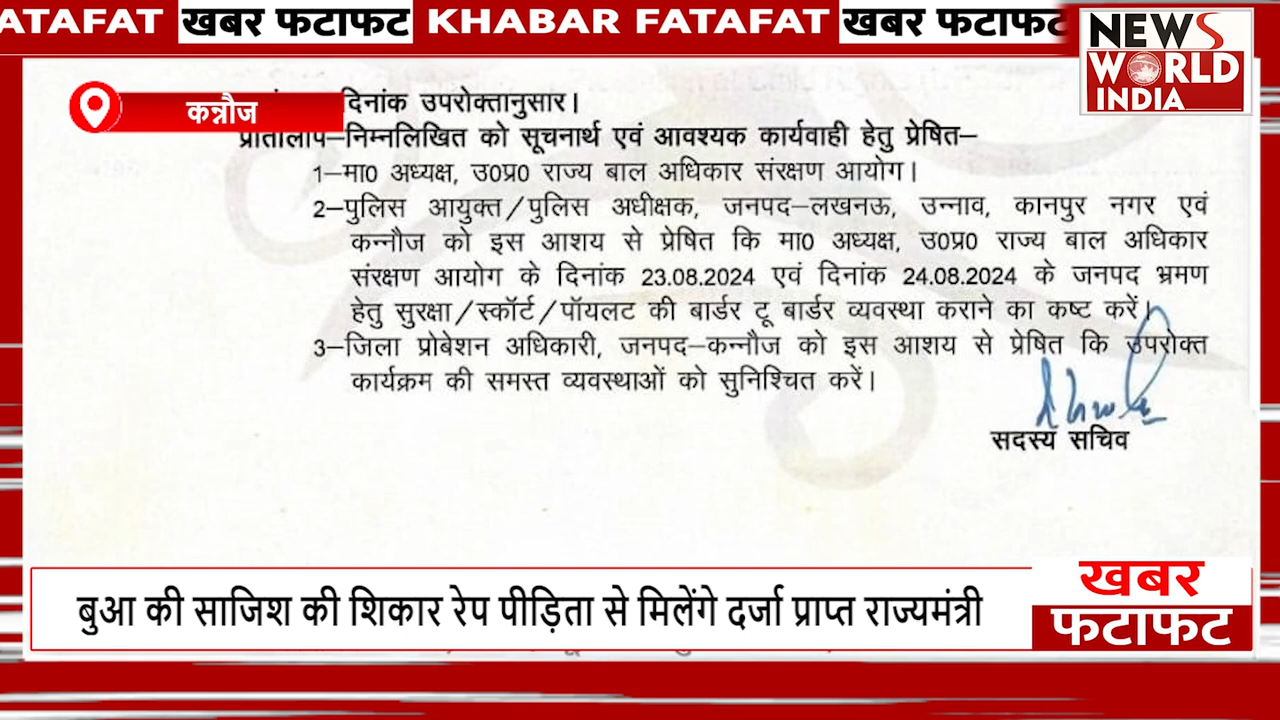 ATAFAT खबर फटाफट KHABAR FATAFAT खबर फटाफट
NEWS
WORLD
INDIA
कन्नौज
दिनांक उपरोक्तानुसार।
प्रतिलिपि–निम्नलिखित को सूचनार्थ एवं आवश्यक कार्यवाही हेतु प्रेषित–
1–मा0 अध्यक्ष, उ0प्र0 राज्य बाल अधिकार संरक्षण आयोग।
2–पुलिस आयुक्त/पुलिस अधीक्षक, जनपद–लखनऊ, उन्नाव, कानपुर नगर एवं
कन्नौज को इस आशय से प्रेषित कि मा0 अध्यक्ष, उ0प्र0 राज्य बाल अधिकार
संरक्षण आयोग के दिनांक 23.08.2024 एवं दिनांक 24.08.2024 के जनपद भ्रमण
हेतु सुरक्षा/स्कॉर्ट/पॉयलट की बार्डर टू बार्डर व्यवस्था कराने का कष्ट करें।
3–जिला प्रोबेशन अधिकारी, जनपद–कन्नौज को इस आशय से प्रेषित कि उपरोक्त
कार्यक्रम की समस्त व्यवस्थाओं को सुनिश्चित करें।
सदस्य सचिव
बुआ की साजिश की शिकार रेप पीड़िता से मिलेंगे दर्जा प्राप्त राज्यमंत्री
खबर
फटाफट